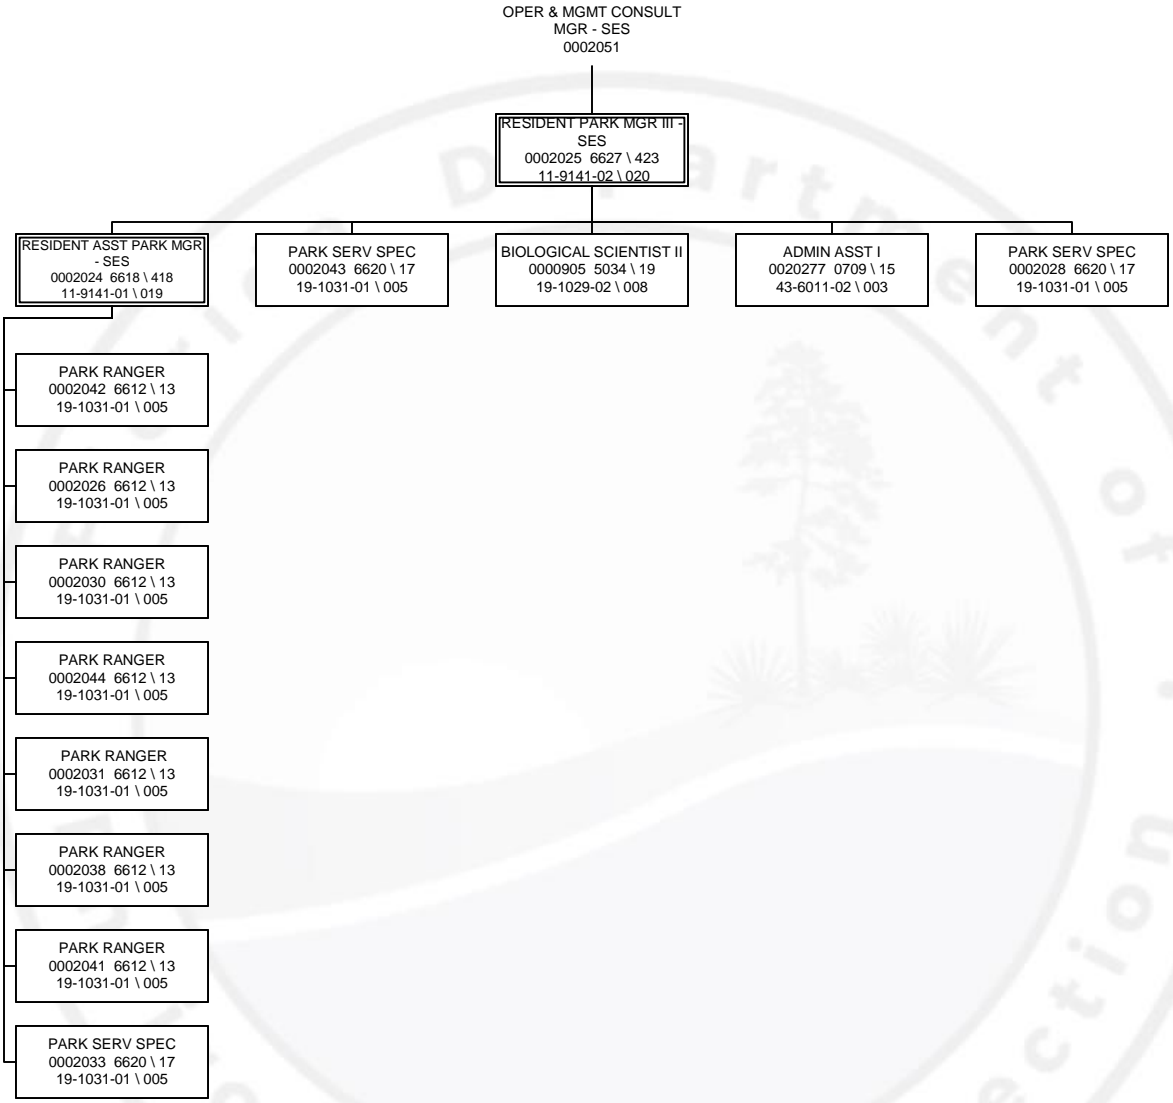 OPER & MGMT CONSULT
MGR - SES
0002051
RESIDENT PARK MGR III -
SES
0002025 6627 \ 423
11-9141-02 \ 020
RESIDENT ASST PARK MGR
- SES
0002024 6618 \ 418
11-9141-01 \ 019
PARK SERV SPEC
0002043 6620 \ 17
19-1031-01 \ 005
BIOLOGICAL SCIENTIST II
0000905 5034 \ 19
19-1029-02 \ 008
ADMIN ASST I
0020277 0709 \ 15
43-6011-02 \ 003
PARK SERV SPEC
0002028 6620 \ 17
19-1031-01 \ 005
PARK RANGER
0002042 6612 \ 13
19-1031-01 \ 005
PARK RANGER
0002026 6612 \ 13
19-1031-01 \ 005
PARK RANGER
0002030 6612 \ 13
19-1031-01 \ 005
PARK RANGER
0002044 6612 \ 13
19-1031-01 \ 005
PARK RANGER
0002031 6612 \ 13
19-1031-01 \ 005
PARK RANGER
0002038 6612 \ 13
19-1031-01 \ 005
PARK RANGER
0002041 6612 \ 13
19-1031-01 \ 005
PARK SERV SPEC
0002033 6620 \ 17
19-1031-01 \ 005
Department of